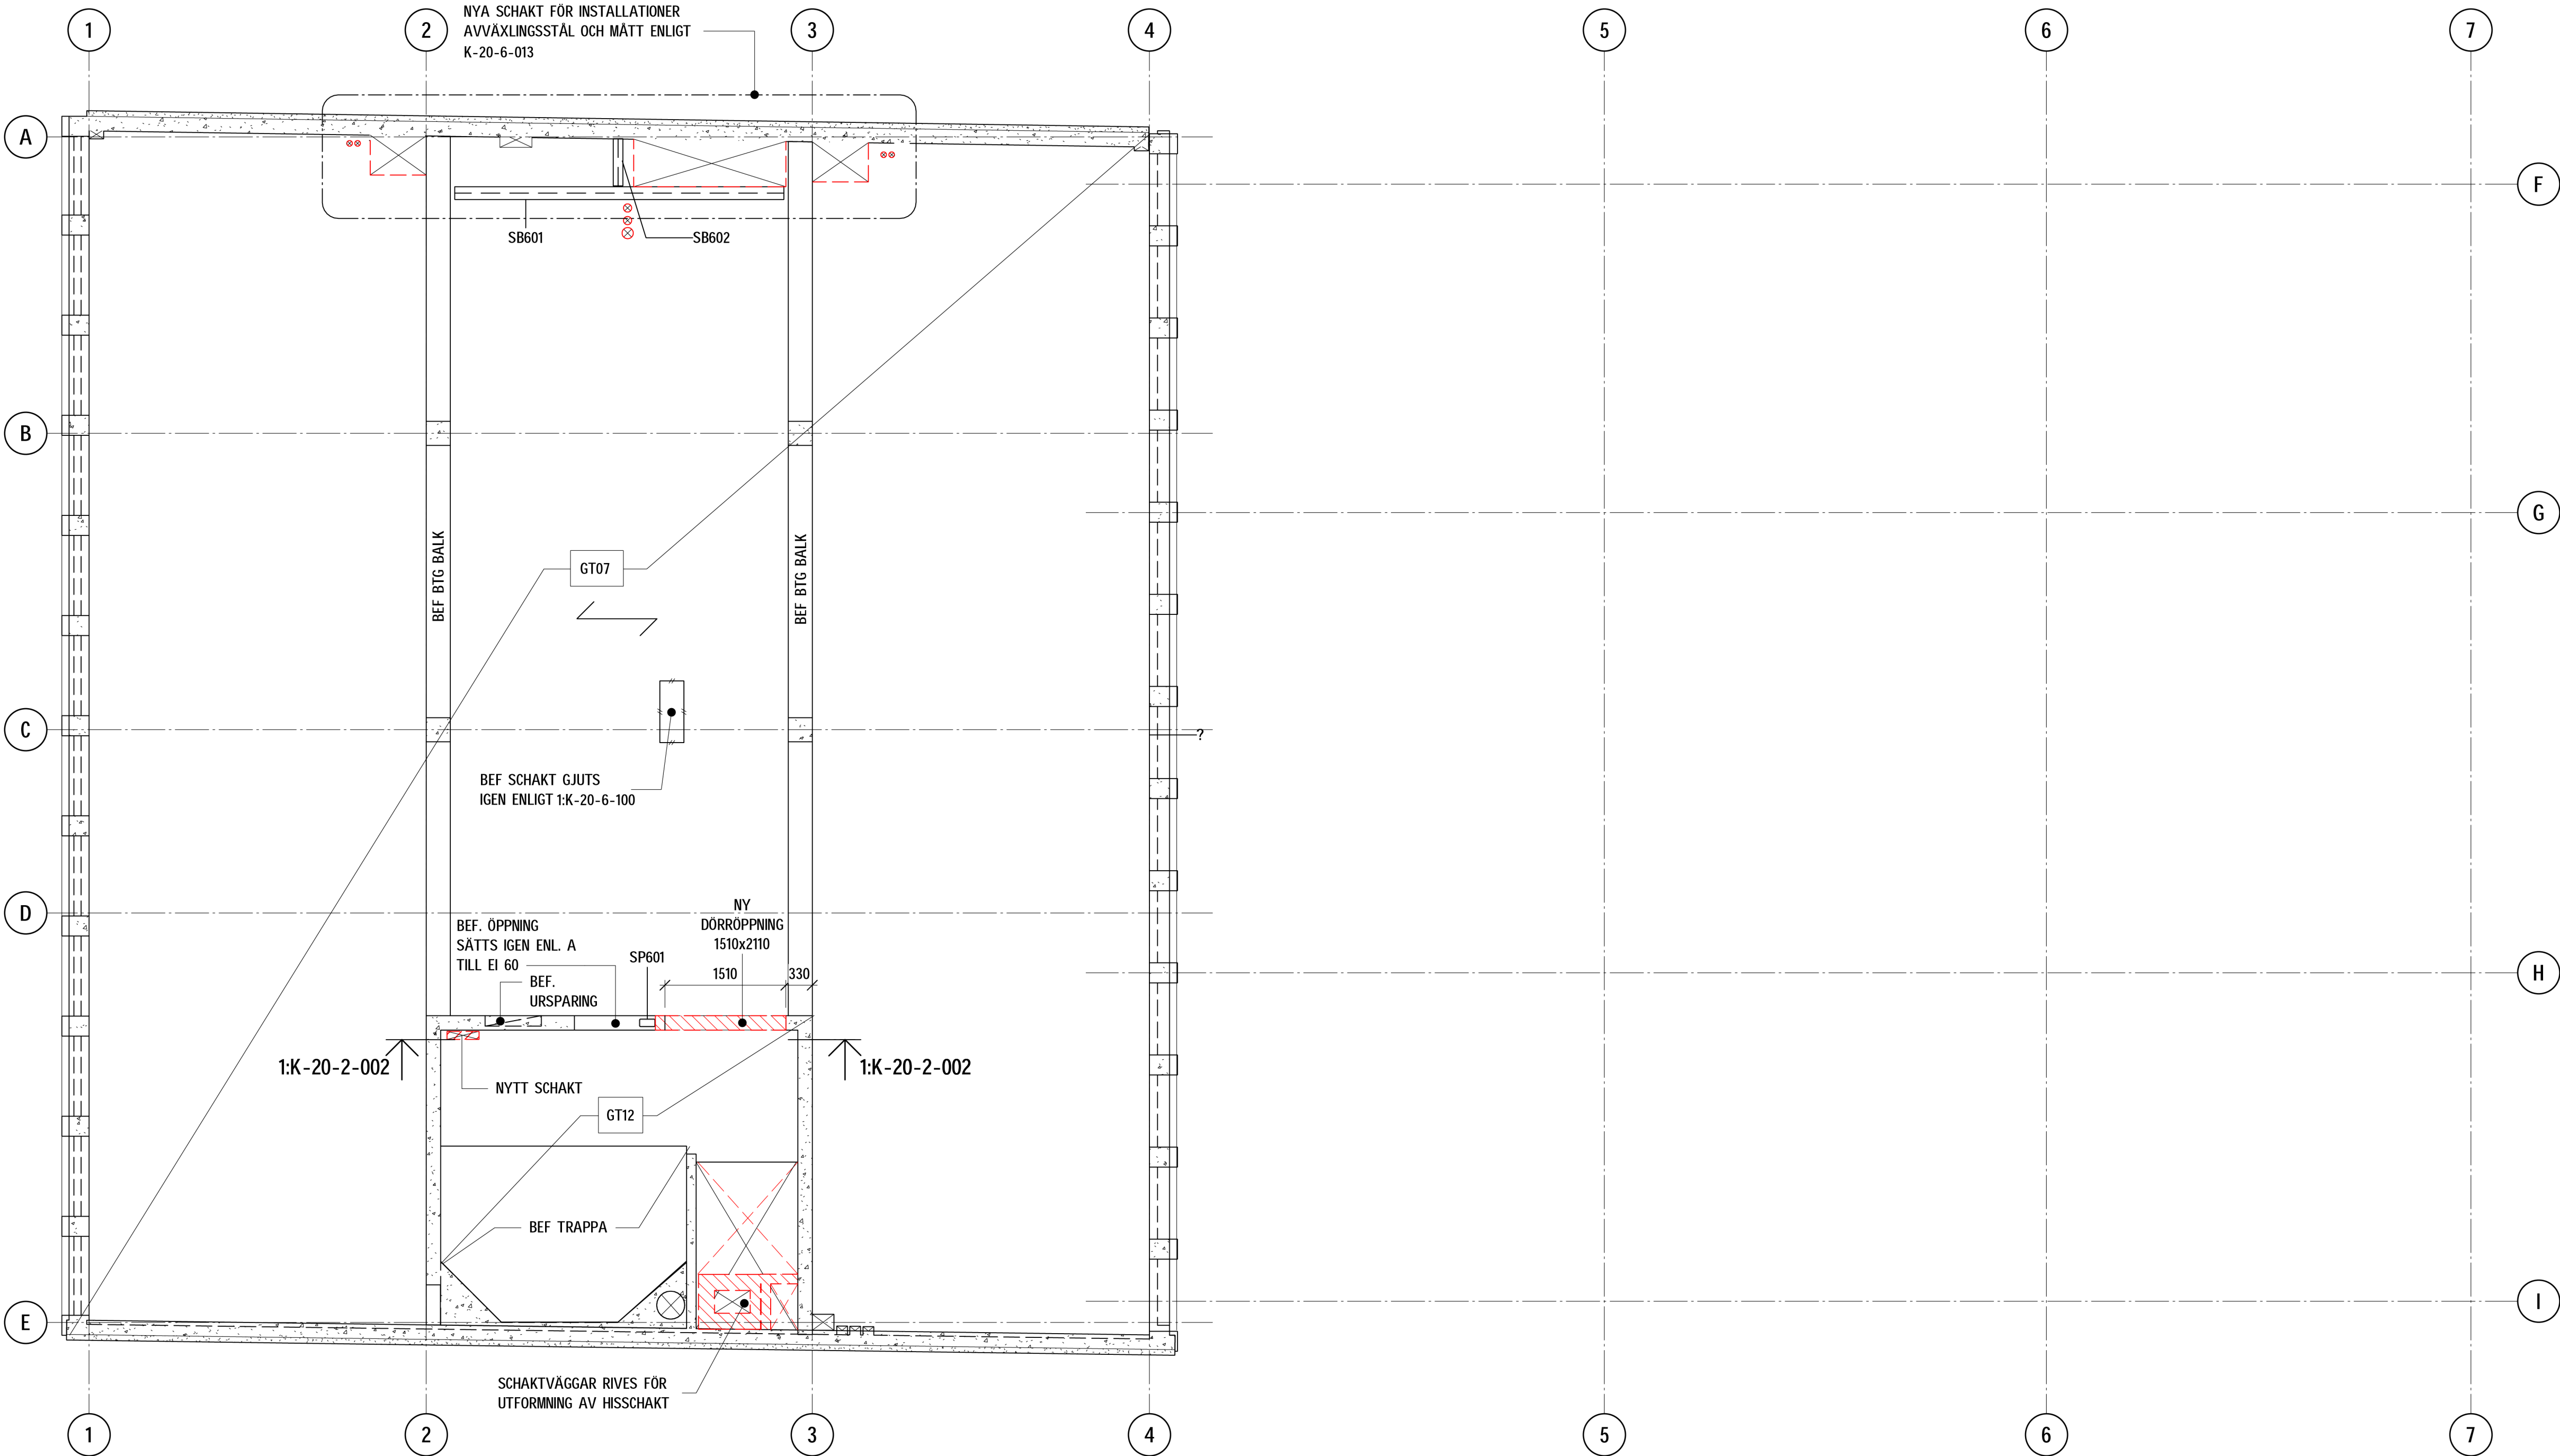 NYA SCHAKT FÖR INSTALLATIONER
AVVÄXLINGSSTÅL OCH MÅTT ENLIGT
K-20-6-013
1 2 3 4 5 6 7
A
F
SB601
SB602
B
G
BEF BTG BALK
BEF BTG BALK
GT07
C
?
BEF SCHAKT GJUTS
IGEN ENLIGT 1:K-20-6-100
D
H
BEF. ÖPPNING
SÄTTS IGEN ENL. A
TILL EI 60
BEF.
URSPARING
SP601
NY
DÖRRÖPPNING
1510x2110
1510
330
1:K-20-2-002
1:K-20-2-002
NYTT SCHAKT
GT12
BEF TRAPPA
E
I
SCHAKTVÄGGAR RIVES FÖR
UTFORMNING AV HISSCHAKT
1 2 3 4 5 6 7